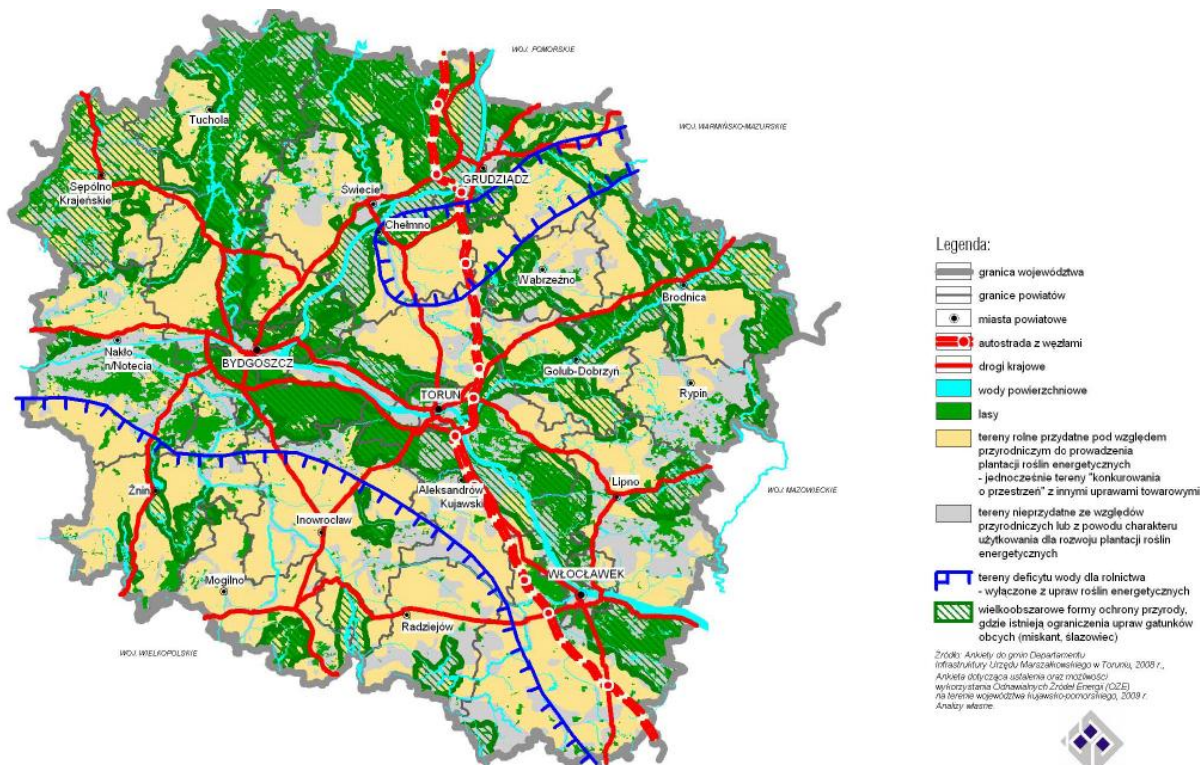 WOJ. POMORSKIE
WOJ. WARMIŃSKO-MAZURSKIE
Tuchola
Sępólno
Krajeńskie
GRUDZIĄDZ
Świecie
Chełmno
Wąbrzeźno
Brodnica
Nakło
n/Notecią
BYDGOSZCZ
Golub-Dobrzyń
Rypin
TORUŃ
Żnin
Aleksandrów
Kujawski
Lipno
WOJ. MAZOWIECKIE
Inowrocław
Mogilno
WŁOCŁAWEK
Radziejów
WOJ. WIELKOPOLSKIE
Legenda:
granica województwa
granice powiatów
miasta powiatowe
autostrada z węzłami
drogi krajowe
wody powierzchniowe
lasy
tereny rolne przydatne pod względem
przyrodniczym do prowadzenia
plantacji roślin energetycznych
- jednocześnie tereny "konkurowania
o przestrzeń" z innymi uprawami towarowymi
tereny nieprzydatne ze względów
przyrodniczych lub z powodu charakteru
użytkowania dla rozwoju plantacji roślin
energetycznych
tereny deficytu wody dla rolnictwa
- wyłączone z upraw roślin energetycznych
wielkoobszarowe formy ochrony przyrody,
gdzie istnieją ograniczenia upraw gatunków
obcych (miskant, ślazowiec)
Źródło: Ankiety do gmin Departamentu
Infrastruktury Urzędu Marszałkowskiego w Toruniu, 2008 r.,
Ankieta dotycząca ustalenia oraz możliwości
wykorzystania Odnawialnych Źródeł Energii (OZE)
na terenie województwa kujawsko-pomorskiego, 2009 r.
Analizy własne